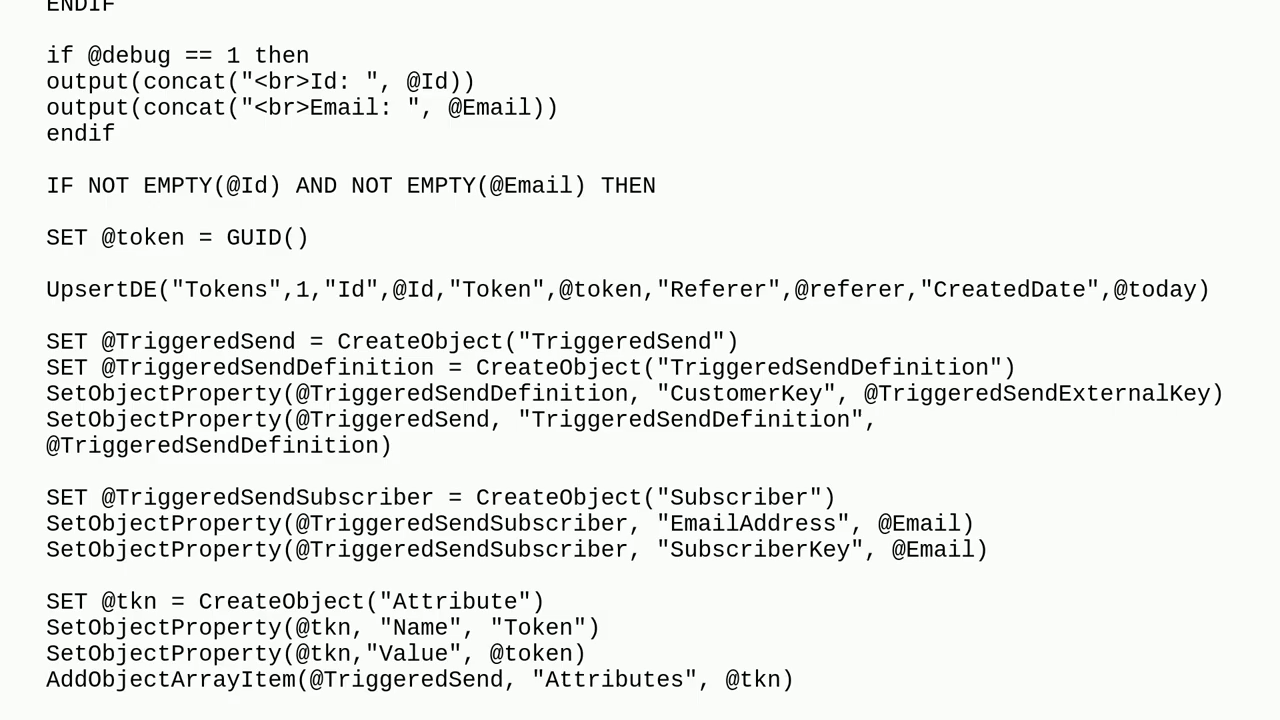 ENDIF
if @debug == 1 then
output(concat("<br>Id: ", @Id))
output(concat("<br>Email: ", @Email))
endif
IF NOT EMPTY(@Id) AND NOT EMPTY(@Email) THEN
SET @token = GUID()
UpsertDE("Tokens",1,"Id",@Id,"Token",@token,"Referer",@referer,"CreatedDate",@today)
SET @TriggeredSend = CreateObject("TriggeredSend")
SET @TriggeredSendDefinition = CreateObject("TriggeredSendDefinition")
SetObjectProperty(@TriggeredSendDefinition, "CustomerKey", @TriggeredSendExternalKey)
SetObjectProperty(@TriggeredSend, "TriggeredSendDefinition",
@TriggeredSendDefinition)
SET @TriggeredSendSubscriber = CreateObject("Subscriber")
SetObjectProperty(@TriggeredSendSubscriber, "EmailAddress", @Email)
SetObjectProperty(@TriggeredSendSubscriber, "SubscriberKey", @Email)
SET @tkn = CreateObject("Attribute")
SetObjectProperty(@tkn, "Name", "Token")
SetObjectProperty(@tkn,"Value", @token)
AddObjectArrayItem(@TriggeredSend, "Attributes", @tkn)